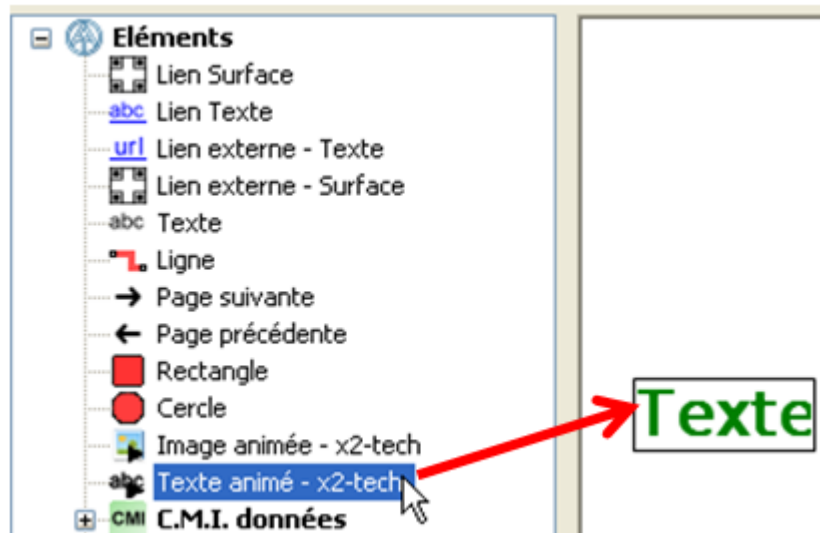 Eléments
Lien Surface
abc Lien Texte
url Lien externe - Texte
Lien externe - Surface
abc Texte
Ligne
Page suivante
Page précédente
Rectangle
Cercle
Image animée - x2-tech
abc Texte animé - x2-tech
CMI C.M.I. données
Texte